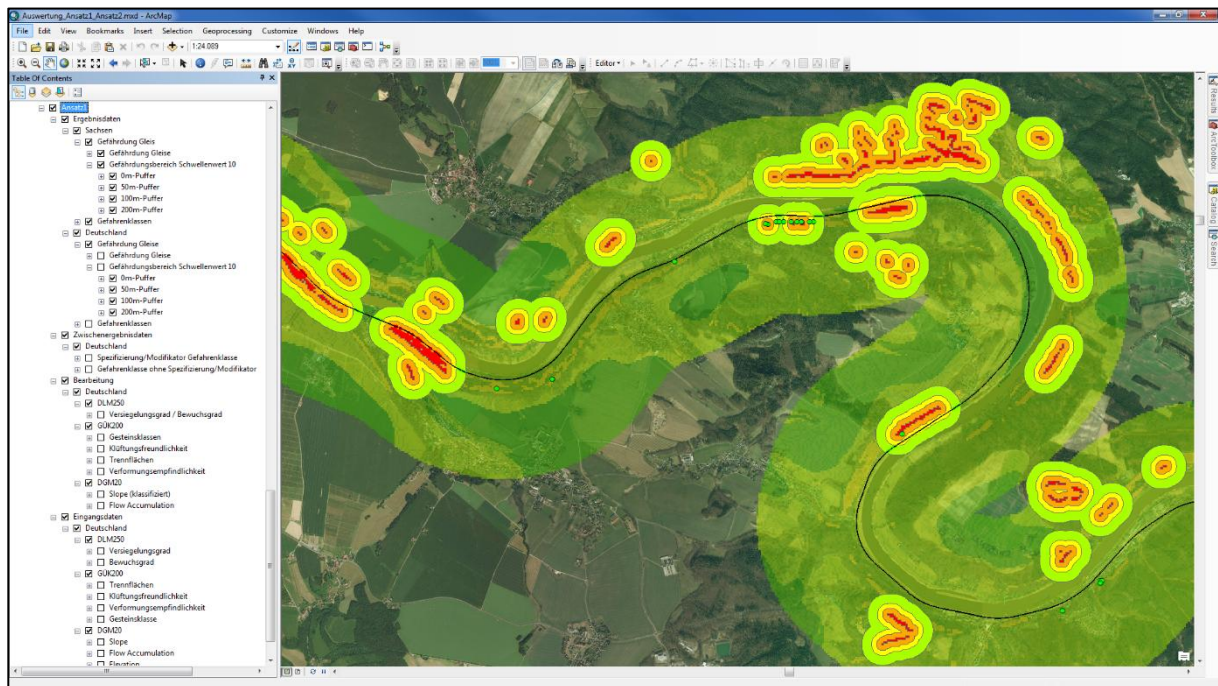 Auswertung_Ansatz1_Ansatz2.mxd - ArcMap
File Edit View Bookmarks Insert Selection Geoprocessing Customize Windows Help
1:24.089
Editor
Table Of Contents
Ansatz1
Ergebnisdaten
Sachsen
Gefährdung Gleis
Gefährdung Gleise
Gefährdungsbereich Schwellenwert 10
0m-Puffer
50m-Puffer
100m-Puffer
200m-Puffer
Gefahrenklassen
Deutschland
Gefährdung Gleise
Gefährdung Gleise
Gefährdungsbereich Schwellenwert 10
0m-Puffer
50m-Puffer
100m-Puffer
200m-Puffer
Gefahrenklassen
Zwischenergebnisdaten
Deutschland
Spezifizierung/Modifikator Gefahrenklasse
Gefahrenklasse ohne Spezifizierung/Modifikator
Bearbeitung
Deutschland
DLM250
Versiegelungsgrad / Bewuchsgrad
GÜK200
Gesteinsklassen
Klüftungsfreundlichkeit
Trennflächen
Verformungsempfindlichkeit
DGM20
Slope (klassifiziert)
Flow Accumulation
Eingangsdaten
Deutschland
DLM250
Versiegelungsgrad
Bewuchsgrad
GÜK200
Trennflächen
Klüftungsfreundlichkeit
Verformungsempfindlichkeit
Gesteinsklasse
DGM20
Slope
Flow Accumulation
Elevation
Results
ArcToolbox
Catalog
Search